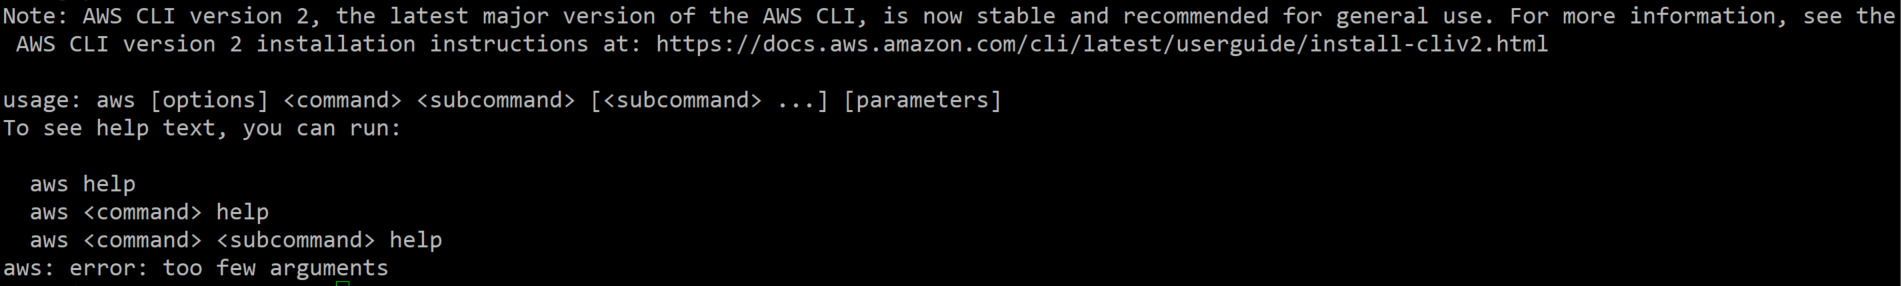 Note: AWS CLI version 2, the latest major version of the AWS CLI, is now stable and recommended for general use. For more information, see the
AWS CLI version 2 installation instructions at: https://docs.aws.amazon.com/cli/latest/userguide/install-cliv2.html
usage: aws [options] <command> <subcommand> [<subcommand> ...] [parameters]
To see help text, you can run:
aws help
aws <command> help
aws <command> <subcommand> help
aws: error: too few arguments